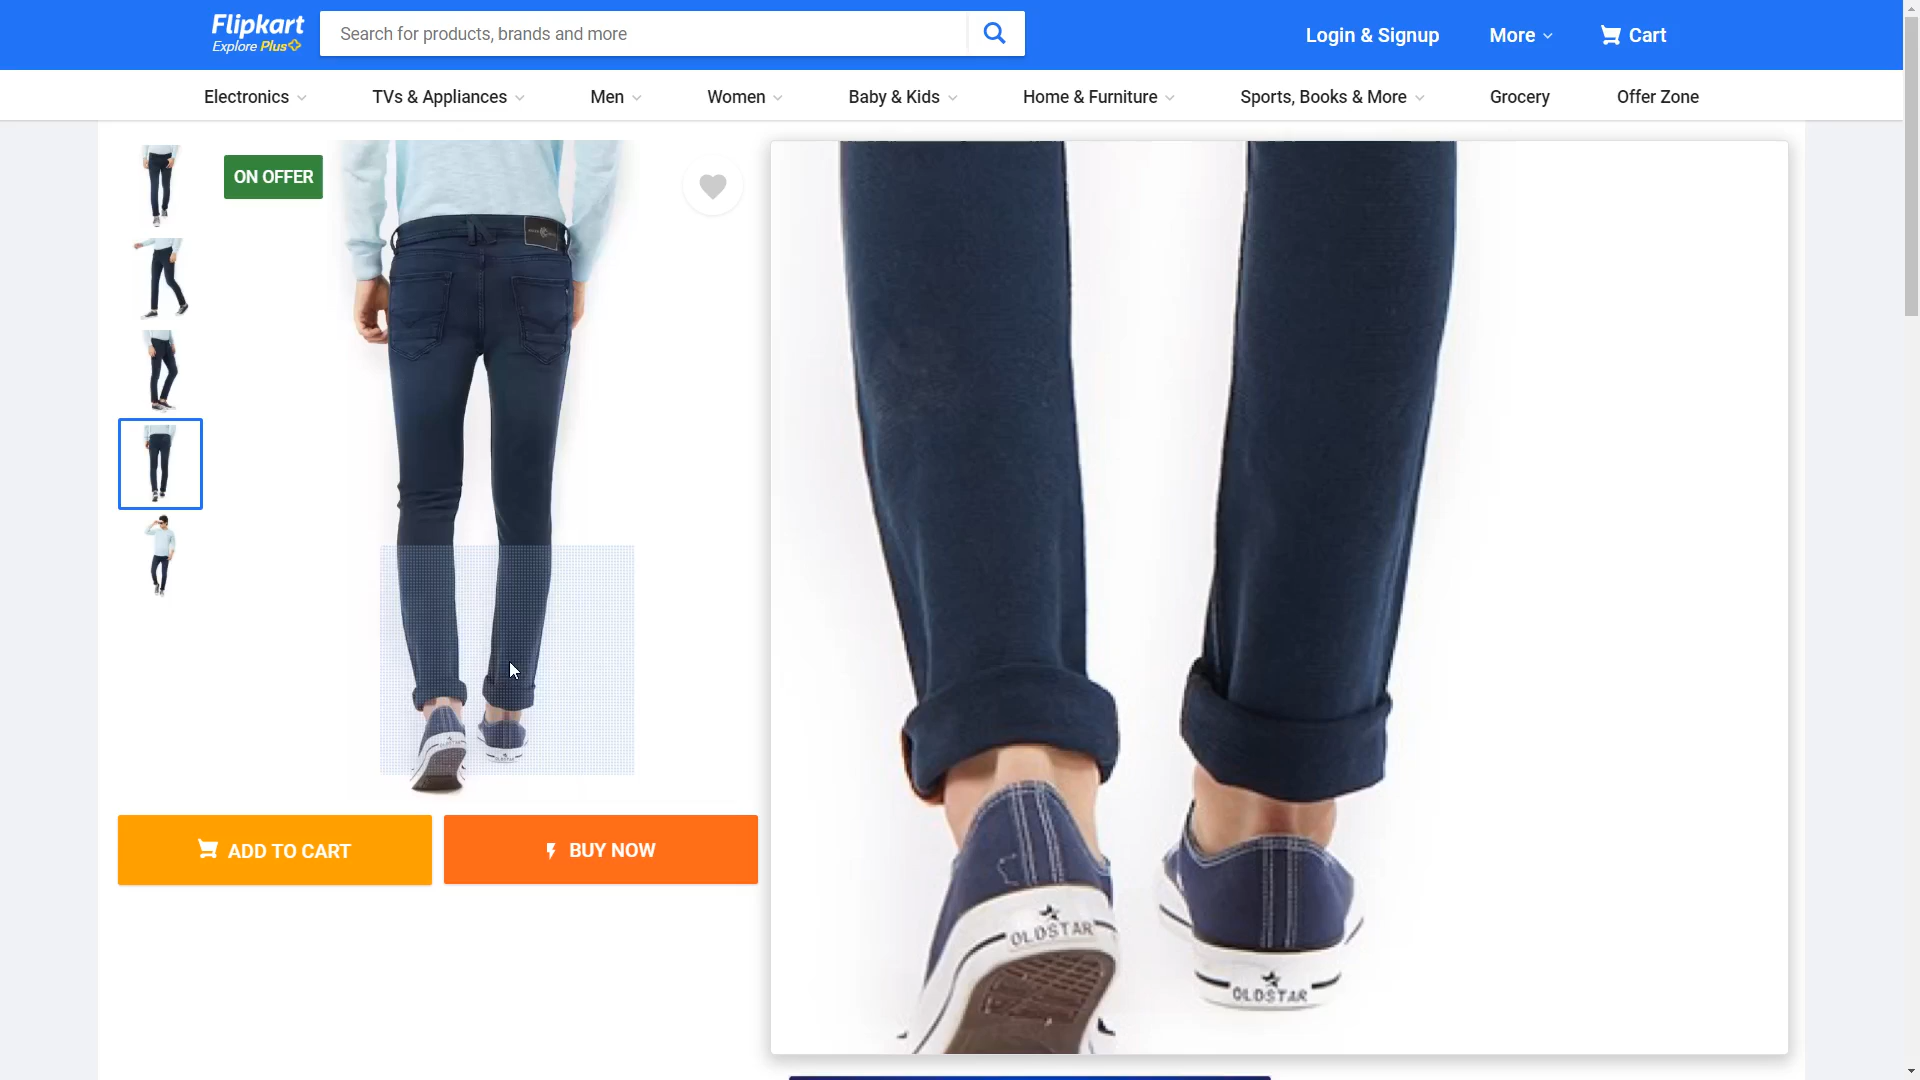 Flipkart
Explore Plus
Search for products, brands and more
Login & Signup
More
Cart
Electronics
TVs & Appliances
Men
Women
Baby & Kids
Home & Furniture
Sports, Books & More
Grocery
Offer Zone
ON OFFER
OLDSTAR
OLDSTAR
ADD TO CART
BUY NOW